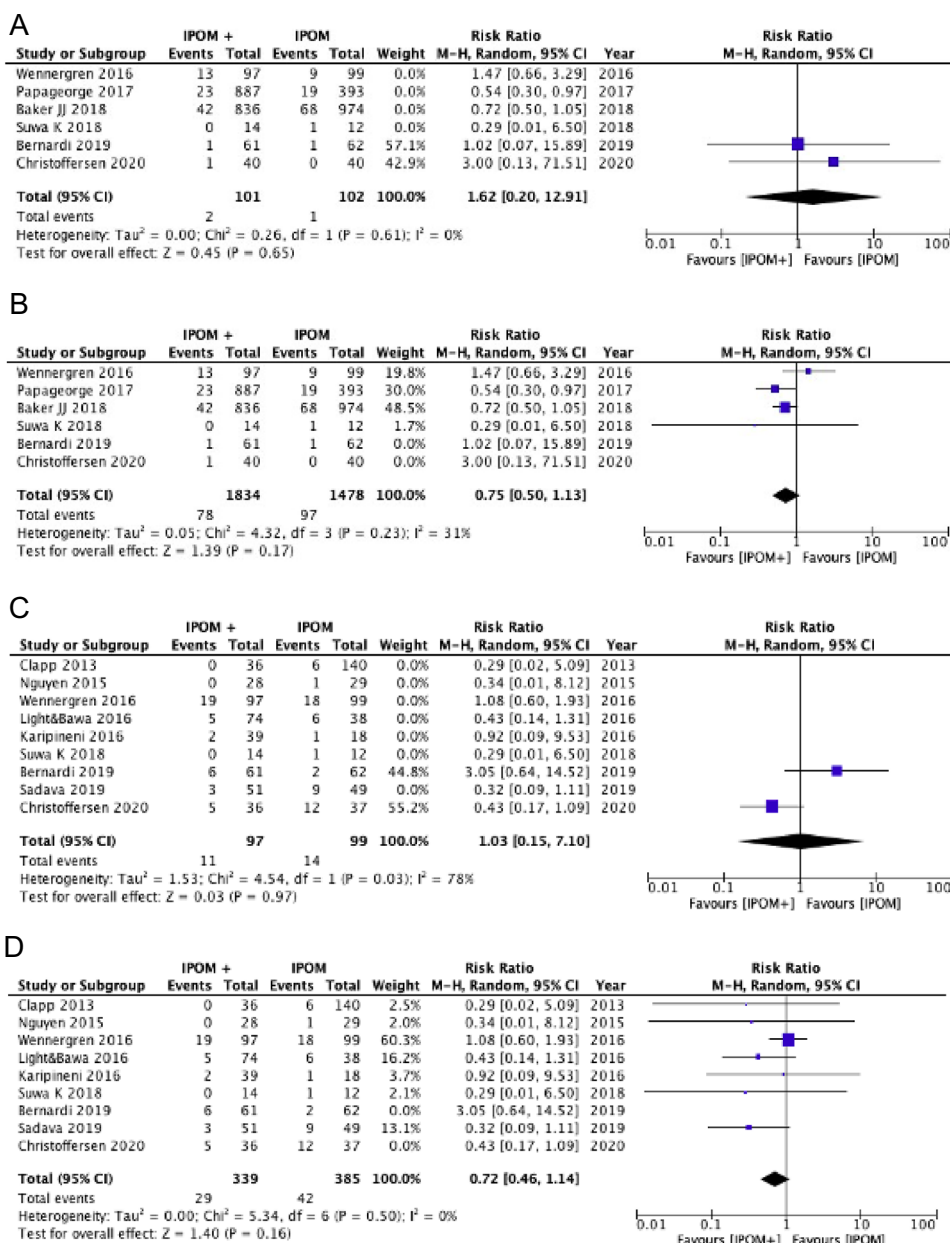 A
IPOM + IPOM Risk Ratio Risk Ratio
Study or Subgroup Events Total Events Total Weight M-H, Random, 95% CI Year M-H, Random, 95% CI
Wennergren 2016 13 97 9 99 0.0% 1.47 [0.66, 3.29] 2016
Papageorge 2017 23 887 19 393 0.0% 0.54 [0.30, 0.97] 2017
Baker JJ 2018 42 836 68 974 0.0% 0.72 [0.50, 1.05] 2018
Suwa K 2018 0 14 1 12 0.0% 0.29 [0.01, 6.50] 2018
Bernardi 2019 1 61 1 62 57.1% 1.02 [0.07, 15.89] 2019
Christoffersen 2020 1 40 0 40 42.9% 3.00 [0.13, 71.51] 2020
Total (95% CI) 101 102 100.0% 1.62 [0.20, 12.91]
Total events 2 1
Heterogeneity: Tau² = 0.00; Chi² = 0.26, df = 1 (P = 0.61); I² = 0%
Test for overall effect: Z = 0.45 (P = 0.65)
0.01 0.1 1 10 100
Favours [IPOM+] Favours [IPOM]
B
IPOM + IPOM Risk Ratio Risk Ratio
Study or Subgroup Events Total Events Total Weight M-H, Random, 95% CI Year M-H, Random, 95% CI
Wennergren 2016 13 97 9 99 19.8% 1.47 [0.66, 3.29] 2016
Papageorge 2017 23 887 19 393 30.0% 0.54 [0.30, 0.97] 2017
Baker JJ 2018 42 836 68 974 48.5% 0.72 [0.50, 1.05] 2018
Suwa K 2018 0 14 1 12 1.7% 0.29 [0.01, 6.50] 2018
Bernardi 2019 1 61 1 62 0.0% 1.02 [0.07, 15.89] 2019
Christoffersen 2020 1 40 0 40 0.0% 3.00 [0.13, 71.51] 2020
Total (95% CI) 1834 1478 100.0% 0.75 [0.50, 1.13]
Total events 78 97
Heterogeneity: Tau² = 0.05; Chi² = 4.32, df = 3 (P = 0.23); I² = 31%
Test for overall effect: Z = 1.39 (P = 0.17)
0.01 0.1 1 10 100
Favours [IPOM+] Favours [IPOM]
C
IPOM + IPOM Risk Ratio Risk Ratio
Study or Subgroup Events Total Events Total Weight M-H, Random, 95% CI Year M-H, Random, 95% CI
Clapp 2013 0 36 6 140 0.0% 0.29 [0.02, 5.09] 2013
Nguyen 2015 0 28 1 29 0.0% 0.34 [0.01, 8.12] 2015
Wennergren 2016 19 97 18 99 0.0% 1.08 [0.60, 1.93] 2016
Light&Bawa 2016 5 74 6 38 0.0% 0.43 [0.14, 1.31] 2016
Karipineni 2016 2 39 1 18 0.0% 0.92 [0.09, 9.53] 2016
Suwa K 2018 0 14 1 12 0.0% 0.29 [0.01, 6.50] 2018
Bernardi 2019 6 61 2 62 44.8% 3.05 [0.64, 14.52] 2019
Sadava 2019 3 51 9 49 0.0% 0.32 [0.09, 1.11] 2019
Christoffersen 2020 5 36 12 37 55.2% 0.43 [0.17, 1.09] 2020
Total (95% CI) 97 99 100.0% 1.03 [0.15, 7.10]
Total events 11 14
Heterogeneity: Tau² = 1.53; Chi² = 4.54, df = 1 (P = 0.03); I² = 78%
Test for overall effect: Z = 0.03 (P = 0.97)
0.01 0.1 1 10 100
Favours [IPOM+] Favours [IPOM]
D
IPOM + IPOM Risk Ratio Risk Ratio
Study or Subgroup Events Total Events Total Weight M-H, Random, 95% CI Year M-H, Random, 95% CI
Clapp 2013 0 36 6 140 2.5% 0.29 [0.02, 5.09] 2013
Nguyen 2015 0 28 1 29 2.0% 0.34 [0.01, 8.12] 2015
Wennergren 2016 19 97 18 99 60.3% 1.08 [0.60, 1.93] 2016
Light&Bawa 2016 5 74 6 38 16.2% 0.43 [0.14, 1.31] 2016
Karipineni 2016 2 39 1 18 3.7% 0.92 [0.09, 9.53] 2016
Suwa K 2018 0 14 1 12 2.1% 0.29 [0.01, 6.50] 2018
Bernardi 2019 6 61 2 62 0.0% 3.05 [0.64, 14.52] 2019
Sadava 2019 3 51 9 49 13.1% 0.32 [0.09, 1.11] 2019
Christoffersen 2020 5 36 12 37 0.0% 0.43 [0.17, 1.09] 2020
Total (95% CI) 339 385 100.0% 0.72 [0.46, 1.14]
Total events 29 42
Heterogeneity: Tau² = 0.00; Chi² = 5.34, df = 6 (P = 0.50); I² = 0%
Test for overall effect: Z = 1.40 (P = 0.16)
0.01 0.1 1 10 100
Favours [IPOM+] Favours [IPOM]